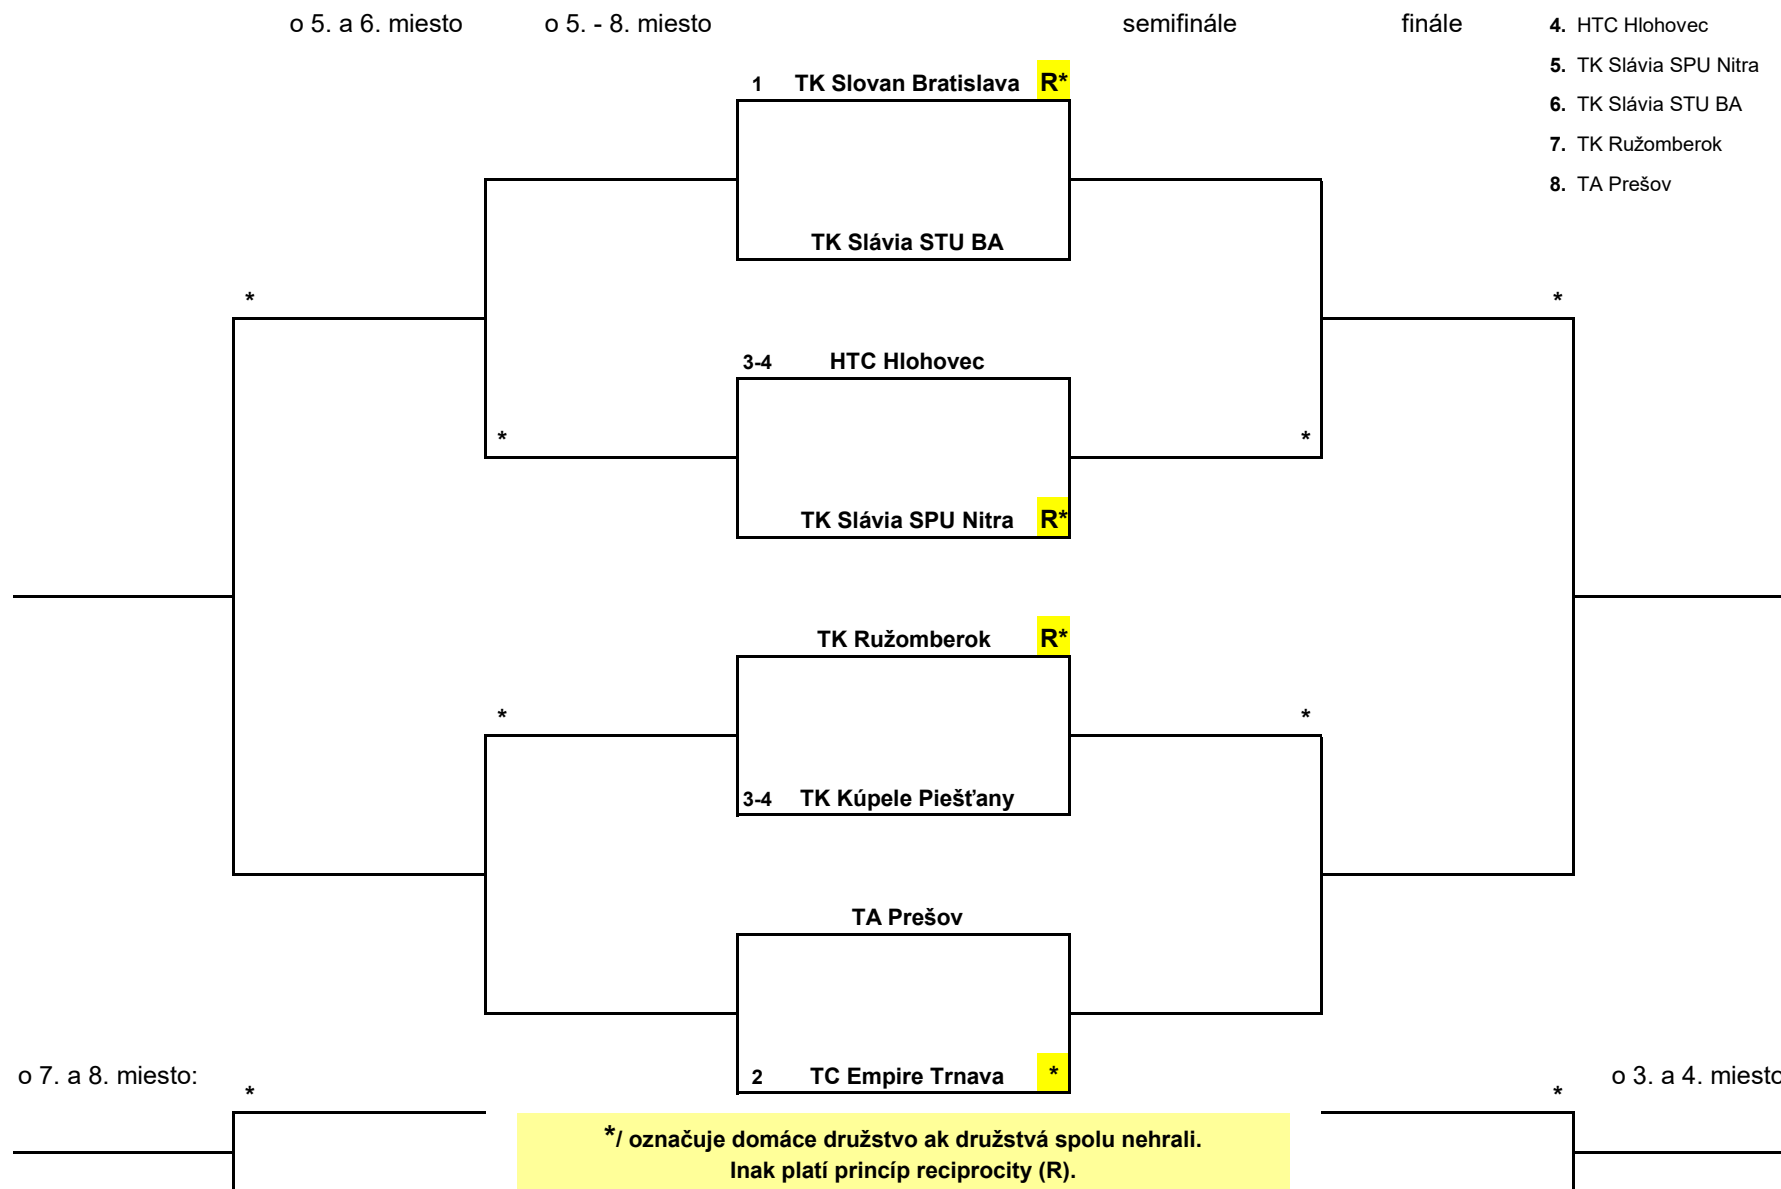 o 5. a 6. miesto o 5. - 8. miesto semifinále finále 4. HTC Hlohovec
5. TK Slávia SPU Nitra
1 TK Slovan Bratislava R*
6. TK Slávia STU BA
7. TK Ružomberok
8. TA Prešov
TK Slávia STU BA
* *
3-4 HTC Hlohovec
* *
TK Slávia SPU Nitra R*
TK Ružomberok R*
* *
3-4 TK Kúpele Piešťany
TA Prešov
o 7. a 8. miesto: 2 TC Empire Trnava * o 3. a 4. miesto
* *
*/ označuje domáce družstvo ak družstvá spolu nehrali.
Inak platí princíp reciprocity (R).